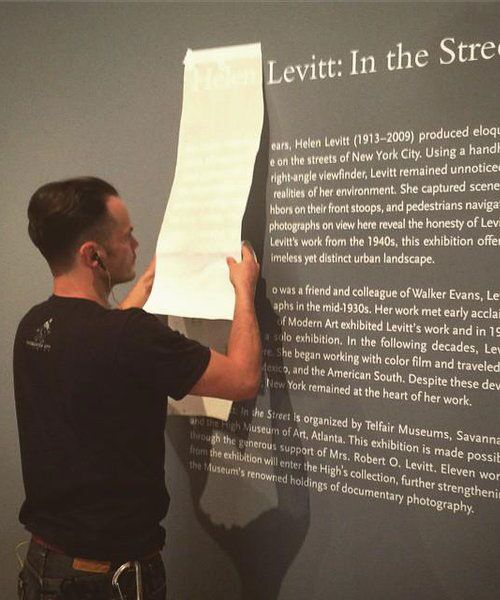 Helen Levitt: In the Stree
ears, Helen Levitt (1913–2009) produced eloqu
e on the streets of New York City. Using a handh
right-angle viewfinder, Levitt remained unnotice
realities of her environment. She captured scene
hbors on their front stoops, and pedestrians naviga
photographs on view here reveal the honesty of Lev
Levitt's work from the 1940s, this exhibition offer
imeless yet distinct urban landscape.
o was a friend and colleague of Walker Evans, Le
aphs in the mid-1930s. Her work met early acclai
of Modern Art exhibited Levitt's work and in 19
a solo exhibition. In the following decades, Lev
re. She began working with color film and traveled
Mexico, and the American South. Despite these dev
New York remained at the heart of her work.
: In the Street is organized by Telfair Museums, Savanna
and the High Museum of Art, Atlanta. This exhibition is made possib
through the generous support of Mrs. Robert O. Levitt. Eleven wor
from the exhibition will enter the High's collection, further strengthenin
the Museum's renowned holdings of documentary photography.